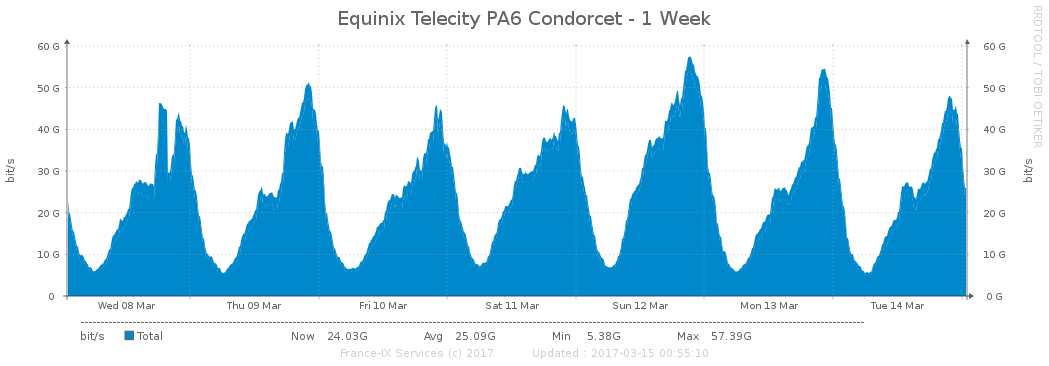 Equinix Telecity PA6 Condorcet - 1 Week
RRDTOOL / TOBI OETIKER
bit/s
60 G
50 G
40 G
30 G
20 G
10 G
0
60 G
50 G
40 G
30 G
20 G
10 G
0 G
bit/s
Wed 08 Mar Thu 09 Mar Fri 10 Mar Sat 11 Mar Sun 12 Mar Mon 13 Mar Tue 14 Mar
bit/s Total Now 24.03G Avg 25.09G Min 5.38G Max 57.39G
France-IX Services (c) 2017 Updated : 2017-03-15 00:55:10